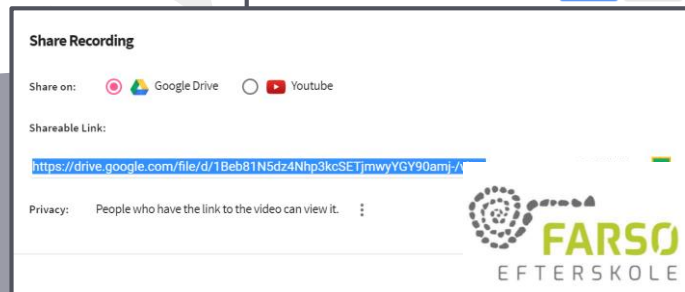 Share Recording
Share on: Google Drive Youtube
Shareable Link:
https://drive.google.com/file/d/1Beb81N5dz4Nhp3kcSETjmwyYGY90amj-/v
Privacy: People who have the link to the video can view it.
FARSØ
EFTERSKOLE